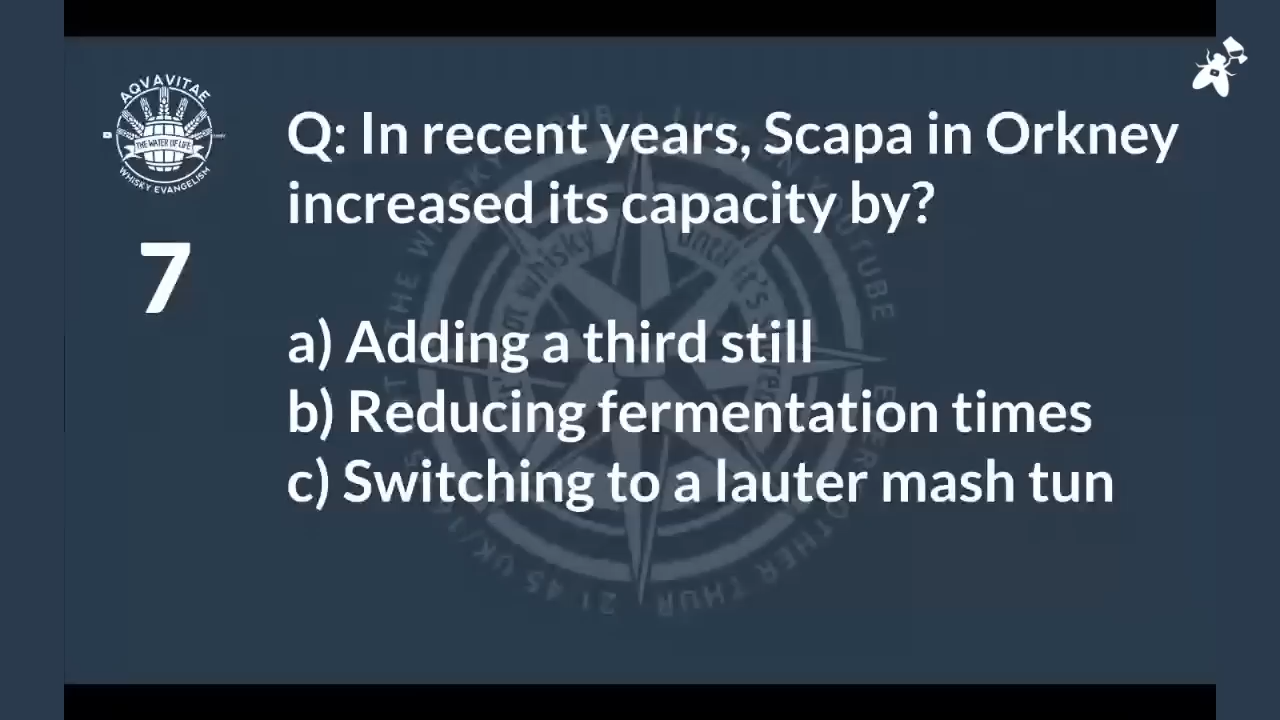 AQVAVITAE
THE WATER OF LIFE
WHISKY EVANGELISM
7
Q: In recent years, Scapa in Orkney
increased its capacity by?
a) Adding a third still
b) Reducing fermentation times
c) Switching to a lauter mash tun